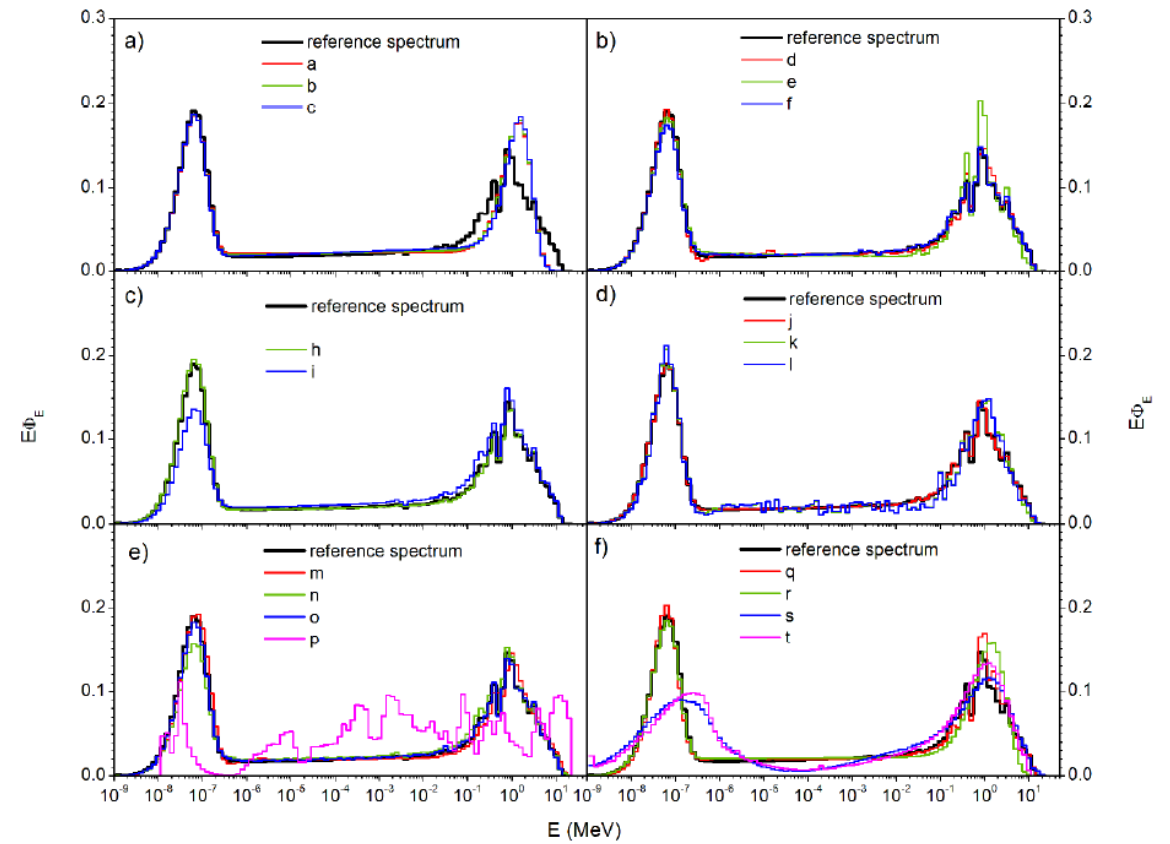 0.3
a)
reference spectrum
a
b
c
0.2
0.1
0.0
b)
reference spectrum
d
e
f
0.3
0.2
0.1
0.0
c)
reference spectrum
h
i
0.2
0.1
0.0
d)
reference spectrum
j
k
l
0.2
0.1
0.0
EΦ_E
EΦ_E
e)
reference spectrum
m
n
o
p
0.2
0.1
0.0
f)
reference spectrum
q
r
s
t
0.2
0.1
0.0
10⁻⁹ 10⁻⁸ 10⁻⁷ 10⁻⁶ 10⁻⁵ 10⁻⁴ 10⁻³ 10⁻² 10⁻¹ 10⁰ 10¹
10⁻⁸ 10⁻⁷ 10⁻⁶ 10⁻⁵ 10⁻⁴ 10⁻³ 10⁻² 10⁻¹ 10⁰ 10¹
E (MeV)